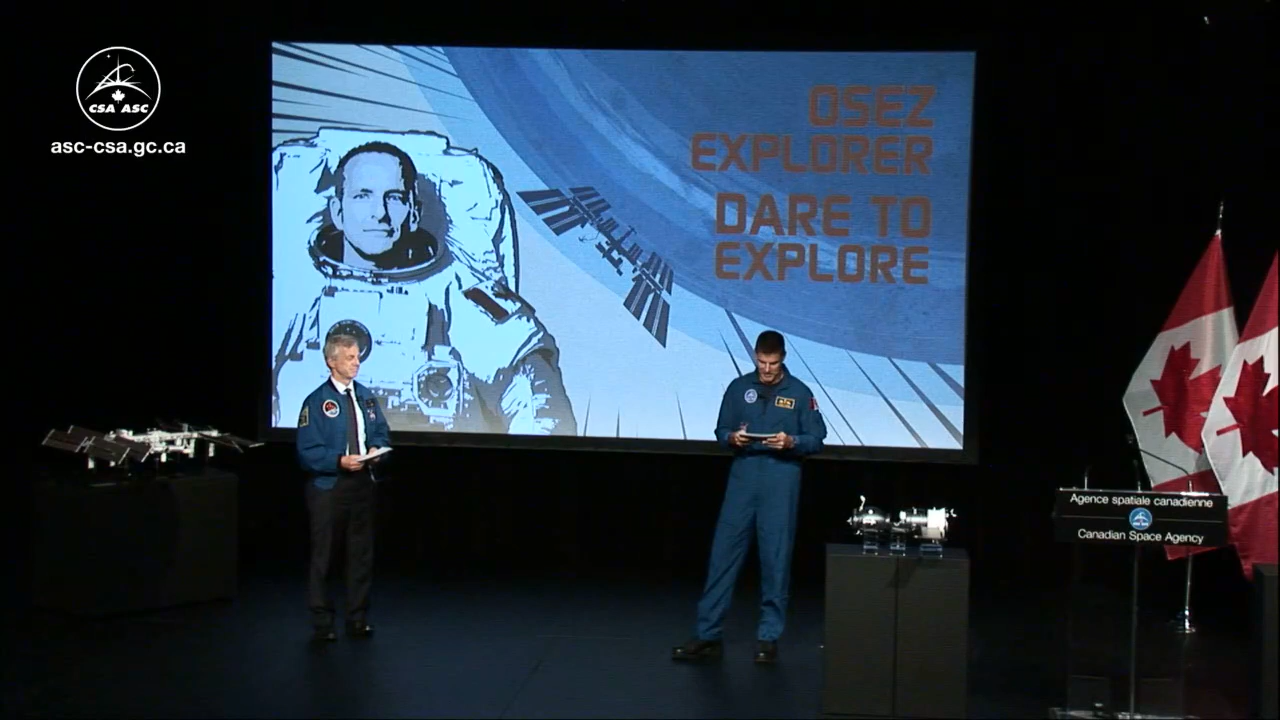 CSA ASC
asc-csa.gc.ca
OSEZ
EXPLORER
DARE TO
EXPLORE
Agence spatiale canadienne
Canadian Space Agency